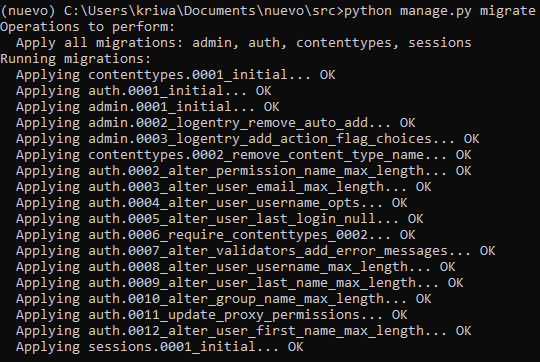 (nuevo) C:\Users\kriwa\Documents\nuevo\src>python manage.py migrate
Operations to perform:
  Apply all migrations: admin, auth, contenttypes, sessions
Running migrations:
  Applying contenttypes.0001_initial... OK
  Applying auth.0001_initial... OK
  Applying admin.0001_initial... OK
  Applying admin.0002_logentry_remove_auto_add... OK
  Applying admin.0003_logentry_add_action_flag_choices... OK
  Applying contenttypes.0002_remove_content_type_name... OK
  Applying auth.0002_alter_permission_name_max_length... OK
  Applying auth.0003_alter_user_email_max_length... OK
  Applying auth.0004_alter_user_username_opts... OK
  Applying auth.0005_alter_user_last_login_null... OK
  Applying auth.0006_require_contenttypes_0002... OK
  Applying auth.0007_alter_validators_add_error_messages... OK
  Applying auth.0008_alter_user_username_max_length... OK
  Applying auth.0009_alter_user_last_name_max_length... OK
  Applying auth.0010_alter_group_name_max_length... OK
  Applying auth.0011_update_proxy_permissions... OK
  Applying auth.0012_alter_user_first_name_max_length... OK
  Applying sessions.0001_initial... OK